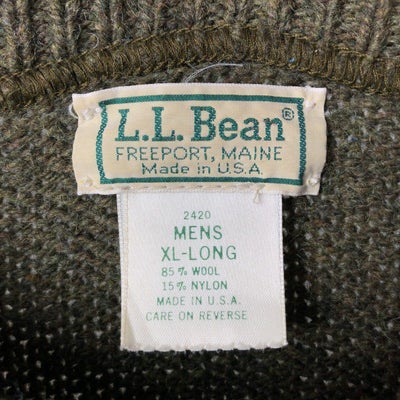 L.L.Bean®
FREEPORT, MAINE
Made in U.S.A.
2420
MENS
XL-LONG
85% WOOL
15% NYLON
MADE IN U.S.A.
CARE ON REVERSE